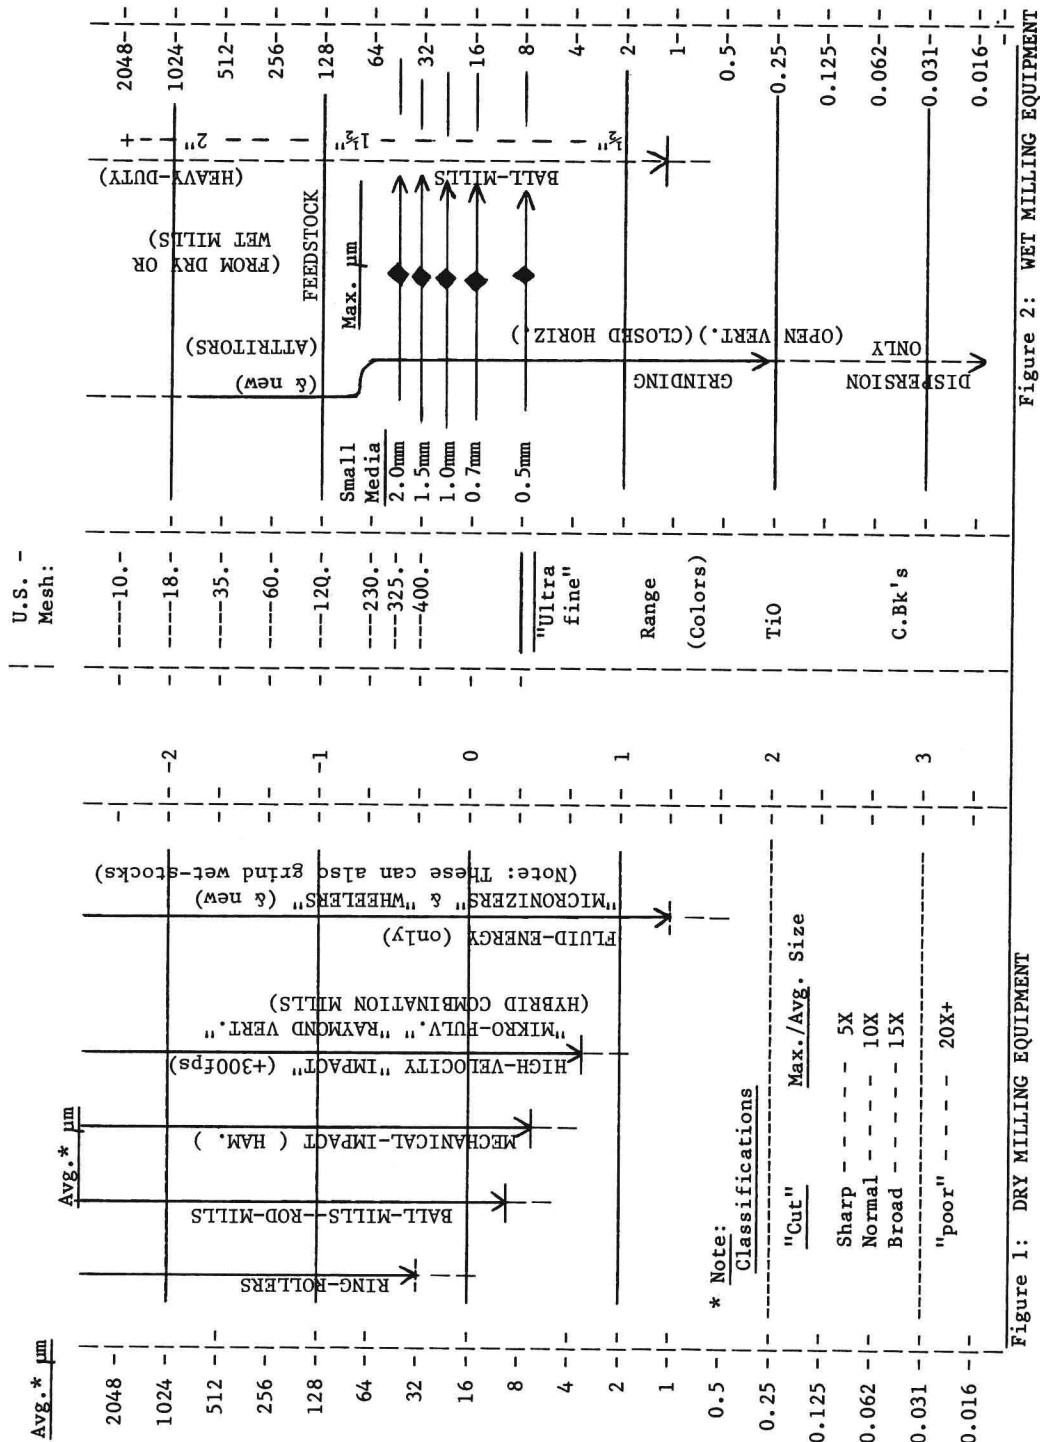 Avg.* µm
2048 -
1024 -
512 -
256 -
128 -
64 -
32 -
16 -
8 -
4 -
2 -
1 -
0.5 -
0.25 -
0.125 -
0.062 -
0.031 -
0.016 -
RING-ROLLERS
BALL-MILLS--ROD-MILLS
Avg.* µm
MECHANICAL-IMPACT ( HAM. )
HIGH-VELOCITY "IMPACT" (+300fps)
"MIKRO-PULV." "RAYMOND VERT."
(HYBRID COMBINATION MILLS)
FLUID-ENERGY (only)
"MICRONIZERS" & "WHEELERS" (& new)
(Note: These can also grind wet-stocks)
* Note:
Classifications
"Cut" Max./Avg. Size
Sharp - - - - - - 5X
Normal - - - - - 10X
Broad - - - - - - 15X
"poor" - - - - - 20X+
-2
-1
0
1
2
3
Figure 1: DRY MILLING EQUIPMENT
U.S. -
Mesh:
----10.-
----18.-
----35.-
----60.-
---120.-
---230.-
---325.-
---400.-
"Ultra
fine"
Range
(Colors)
TiO
C.Bk's
Small
Media
2.0mm
1.5mm
1.0mm
0.7mm
0.5mm
(& new)
(ATTRITORS)
GRINDING
(OPEN VERT.)(CLOSED HORIZ.)
DISPERSION
ONLY
Max. µm
FEEDSTOCK
(FROM DRY OR
WET MILLS)
(HEAVY-DUTY)
BALL-MILLS
+ - - 2" - - - - 1½" - - - - ½"
2048-
1024-
512-
256-
128-
64-
32-
16-
8-
4-
2-
1-
0.5-
0.25-
0.125-
0.062-
0.031-
0.016-
Figure 2: WET MILLING EQUIPMENT